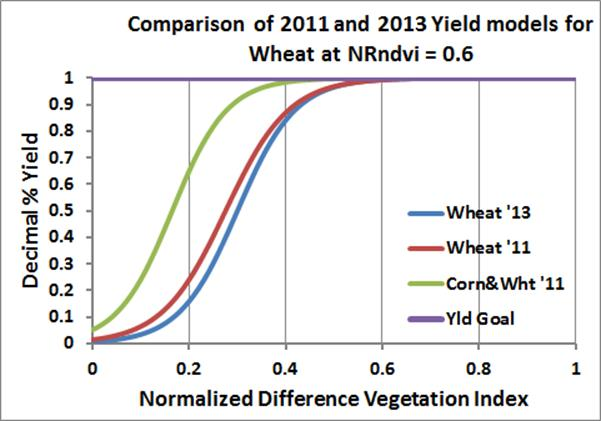 Comparison of 2011 and 2013 Yield models for
Wheat at NRndvi = 0.6
Decimal % Yield
1
0.9
0.8
0.7
0.6
0.5
0.4
0.3
0.2
0.1
0
Wheat '13
Wheat '11
Corn&Wht '11
Yld Goal
0 0.2 0.4 0.6 0.8 1
Normalized Difference Vegetation Index